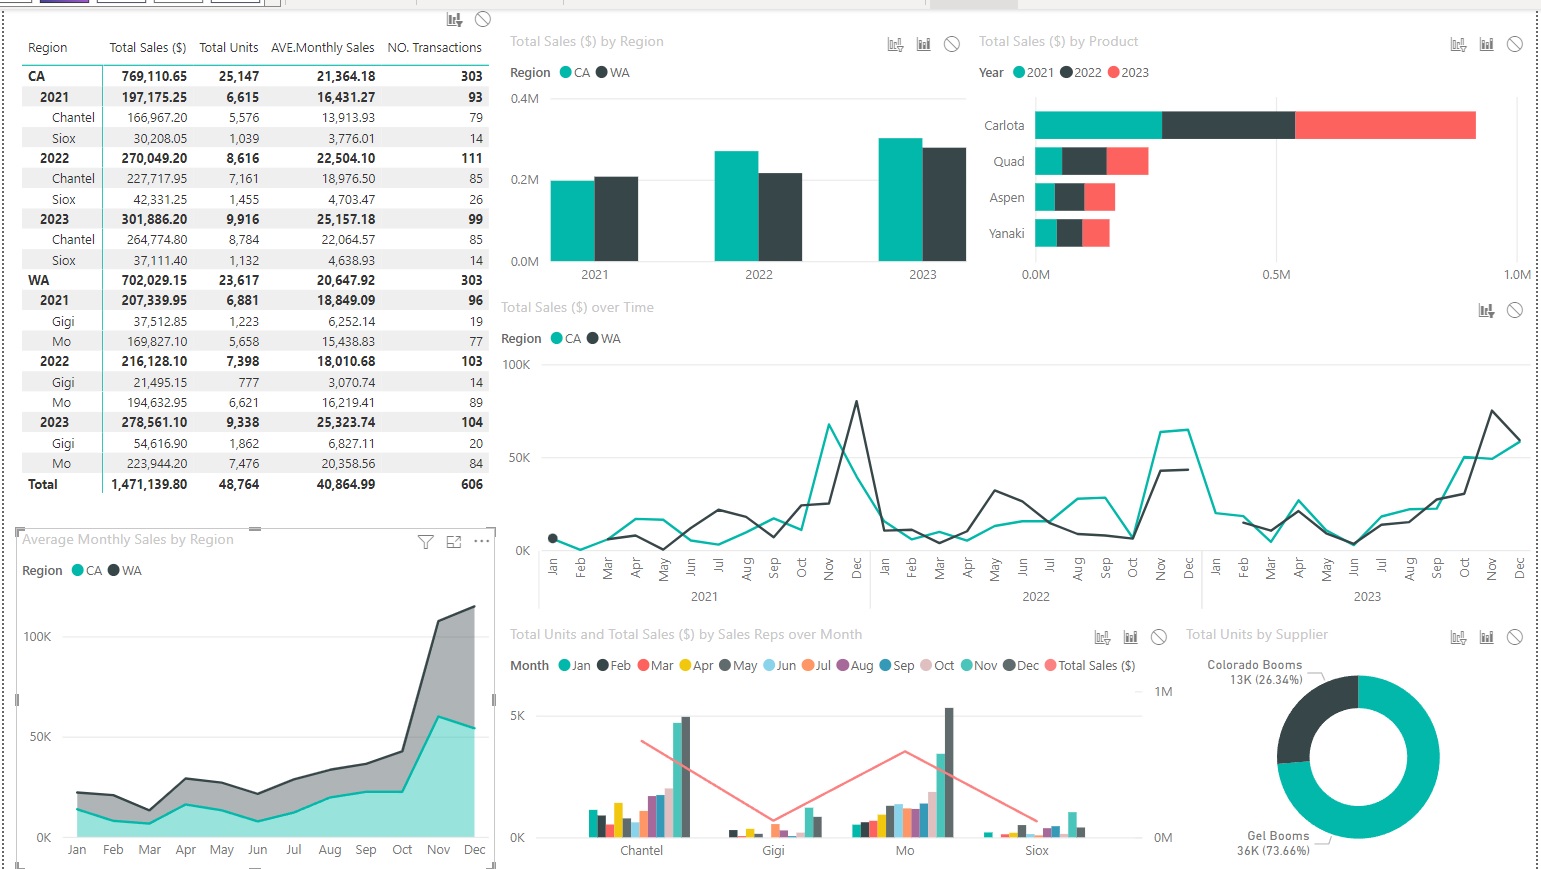 Region Total Sales ($) Total Units AVE.Monthly Sales NO. Transactions
CA 769,110.65 25,147 21,364.18 303
2021 197,175.25 6,615 16,431.27 93
Chantel 166,967.20 5,576 13,913.93 79
Siox 30,208.05 1,039 3,776.01 14
2022 270,049.20 8,616 22,504.10 111
Chantel 227,717.95 7,161 18,976.50 85
Siox 42,331.25 1,455 4,703.47 26
2023 301,886.20 9,916 25,157.18 99
Chantel 264,774.80 8,784 22,064.57 85
Siox 37,111.40 1,132 4,638.93 14
WA 702,029.15 23,617 20,647.92 303
2021 207,339.95 6,881 18,849.09 96
Gigi 37,512.85 1,223 6,252.14 19
Mo 169,827.10 5,658 15,438.83 77
2022 216,128.10 7,398 18,010.68 103
Gigi 21,495.15 777 3,070.74 14
Mo 194,632.95 6,621 16,219.41 89
2023 278,561.10 9,338 25,323.74 104
Gigi 54,616.90 1,862 6,827.11 20
Mo 223,944.20 7,476 20,358.56 84
Total 1,471,139.80 48,764 40,864.99 606
Total Sales ($) by Region
Region CA WA
0.4M
0.2M
0.0M
2021 2022 2023
Total Sales ($) by Product
Year 2021 2022 2023
Carlota
Quad
Aspen
Yanaki
0.0M 0.5M 1.0M
Total Sales ($) over Time
Region CA WA
100K
50K
0K
Jan Feb Mar Apr May Jun Jul Aug Sep Oct Nov Dec Jan Feb Mar Apr May Jun Jul Aug Sep Oct Nov Dec Jan Feb Mar Apr May Jun Jul Aug Sep Oct Nov Dec
2021 2022 2023
Average Monthly Sales by Region
Region CA WA
100K
50K
0K
Jan Feb Mar Apr May Jun Jul Aug Sep Oct Nov Dec
Total Units and Total Sales ($) by Sales Reps over Month
Month Jan Feb Mar Apr May Jun Jul Aug Sep Oct Nov Dec Total Sales ($)
5K 1M
0K 0M
Chantel Gigi Mo Siox
Total Units by Supplier
Colorado Booms
13K (26.34%)
Gel Booms
36K (73.66%)